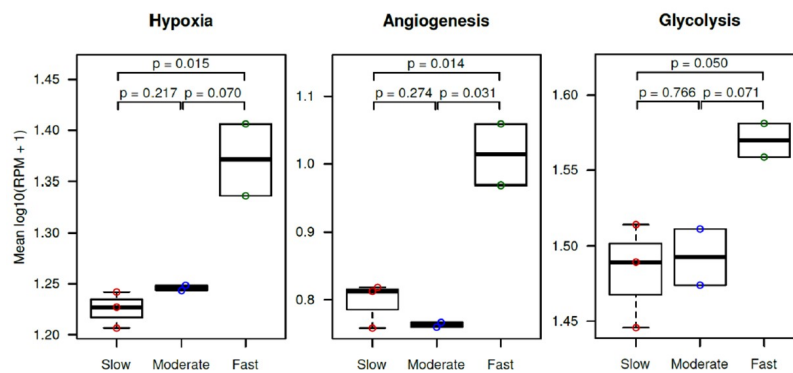 Hypoxia
Angiogenesis
Glycolysis
Mean log10(RPM + 1)
1.45
1.40
1.35
1.30
1.25
1.20
p = 0.015
p = 0.217
p = 0.070
Slow
Moderate
Fast
1.1
1.0
0.9
0.8
p = 0.014
p = 0.274
p = 0.031
Slow
Moderate
Fast
1.60
1.55
1.50
1.45
p = 0.050
p = 0.766
p = 0.071
Slow
Moderate
Fast